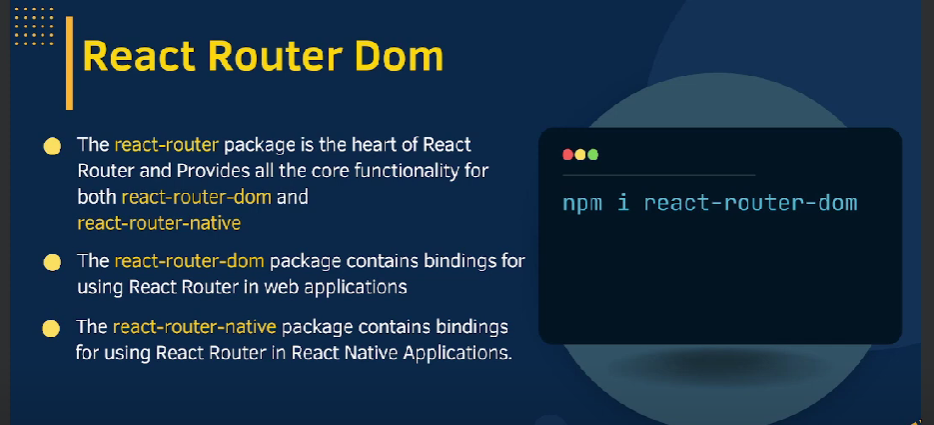 React Router Dom
The react-router package is the heart of React
Router and Provides all the core functionality for
both react-router-dom and
react-router-native
The react-router-dom package contains bindings for
using React Router in web applications
The react-router-native package contains bindings
for using React Router in React Native Applications.
npm i react-router-dom